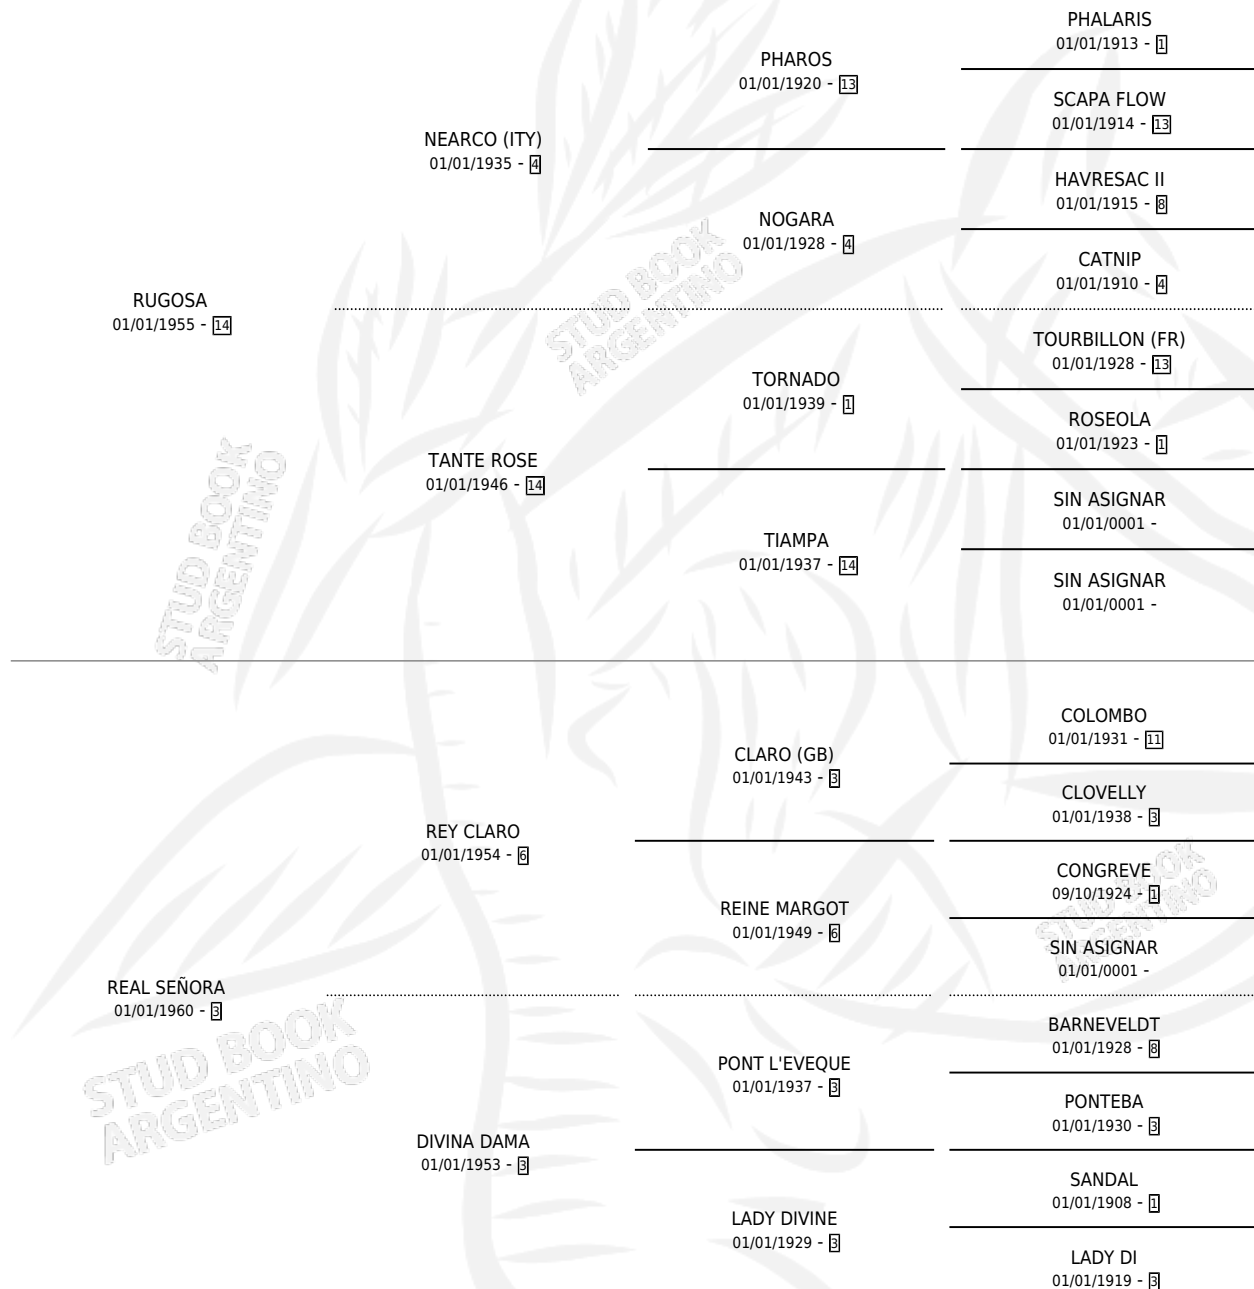 PHALARIS
01/01/1913 - 1
PHAROS
01/01/1920 - 13
SCAPA FLOW
01/01/1914 - 13
NEARCO (ITY)
01/01/1935 - 4
HAVRESAC II
01/01/1915 - 8
NOGARA
01/01/1928 - 4
CATNIP
01/01/1910 - 4
RUGOSA
01/01/1955 - 14
TOURBILLON (FR)
01/01/1928 - 13
TORNADO
01/01/1939 - 1
ROSEOLA
01/01/1923 - 1
TANTE ROSE
01/01/1946 - 14
SIN ASIGNAR
01/01/0001 -
TIAMPA
01/01/1937 - 14
SIN ASIGNAR
01/01/0001 -
STUD BOOK
ARGENTINO
STUD BOOK
ARGENTINO
COLOMBO
01/01/1931 - 11
CLARO (GB)
01/01/1943 - 3
CLOVELLY
01/01/1938 - 3
REY CLARO
01/01/1954 - 6
CONGREVE
09/10/1924 - 1
REINE MARGOT
01/01/1949 - 6
SIN ASIGNAR
01/01/0001 -
STUD BOOK
ARGENTINO
REAL SEÑORA
01/01/1960 - 3
BARNEVELDT
01/01/1928 - 8
PONT L'EVEQUE
01/01/1937 - 3
PONTEBA
01/01/1930 - 3
STUD BOOK
ARGENTINO
DIVINA DAMA
01/01/1953 - 3
SANDAL
01/01/1908 - 1
LADY DIVINE
01/01/1929 - 3
LADY DI
01/01/1919 - 3